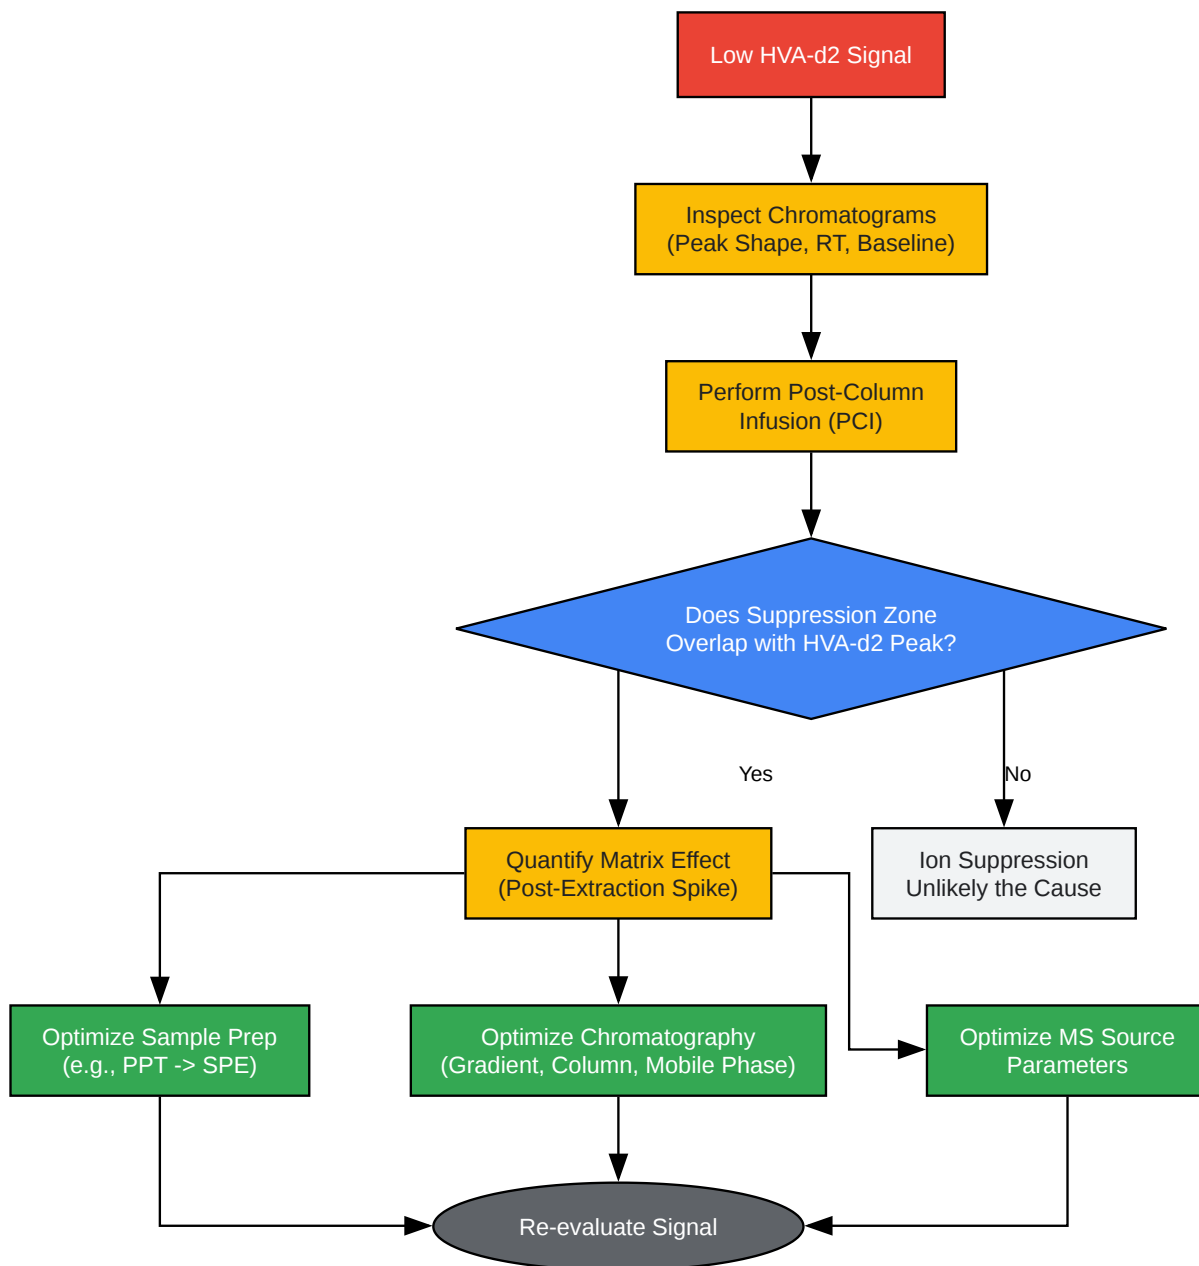 Low HVA-d2 Signal
Inspect Chromatograms
(Peak Shape, RT, Baseline)
Perform Post-Column
Infusion (PCI)
Does Suppression Zone
Overlap with HVA-d2 Peak?
Yes
No
Quantify Matrix Effect
(Post-Extraction Spike)
Ion Suppression
Unlikely the Cause
Optimize Sample Prep
(e.g., PPT -> SPE)
Optimize Chromatography
(Gradient, Column, Mobile Phase)
Optimize MS Source
Parameters
Re-evaluate Signal